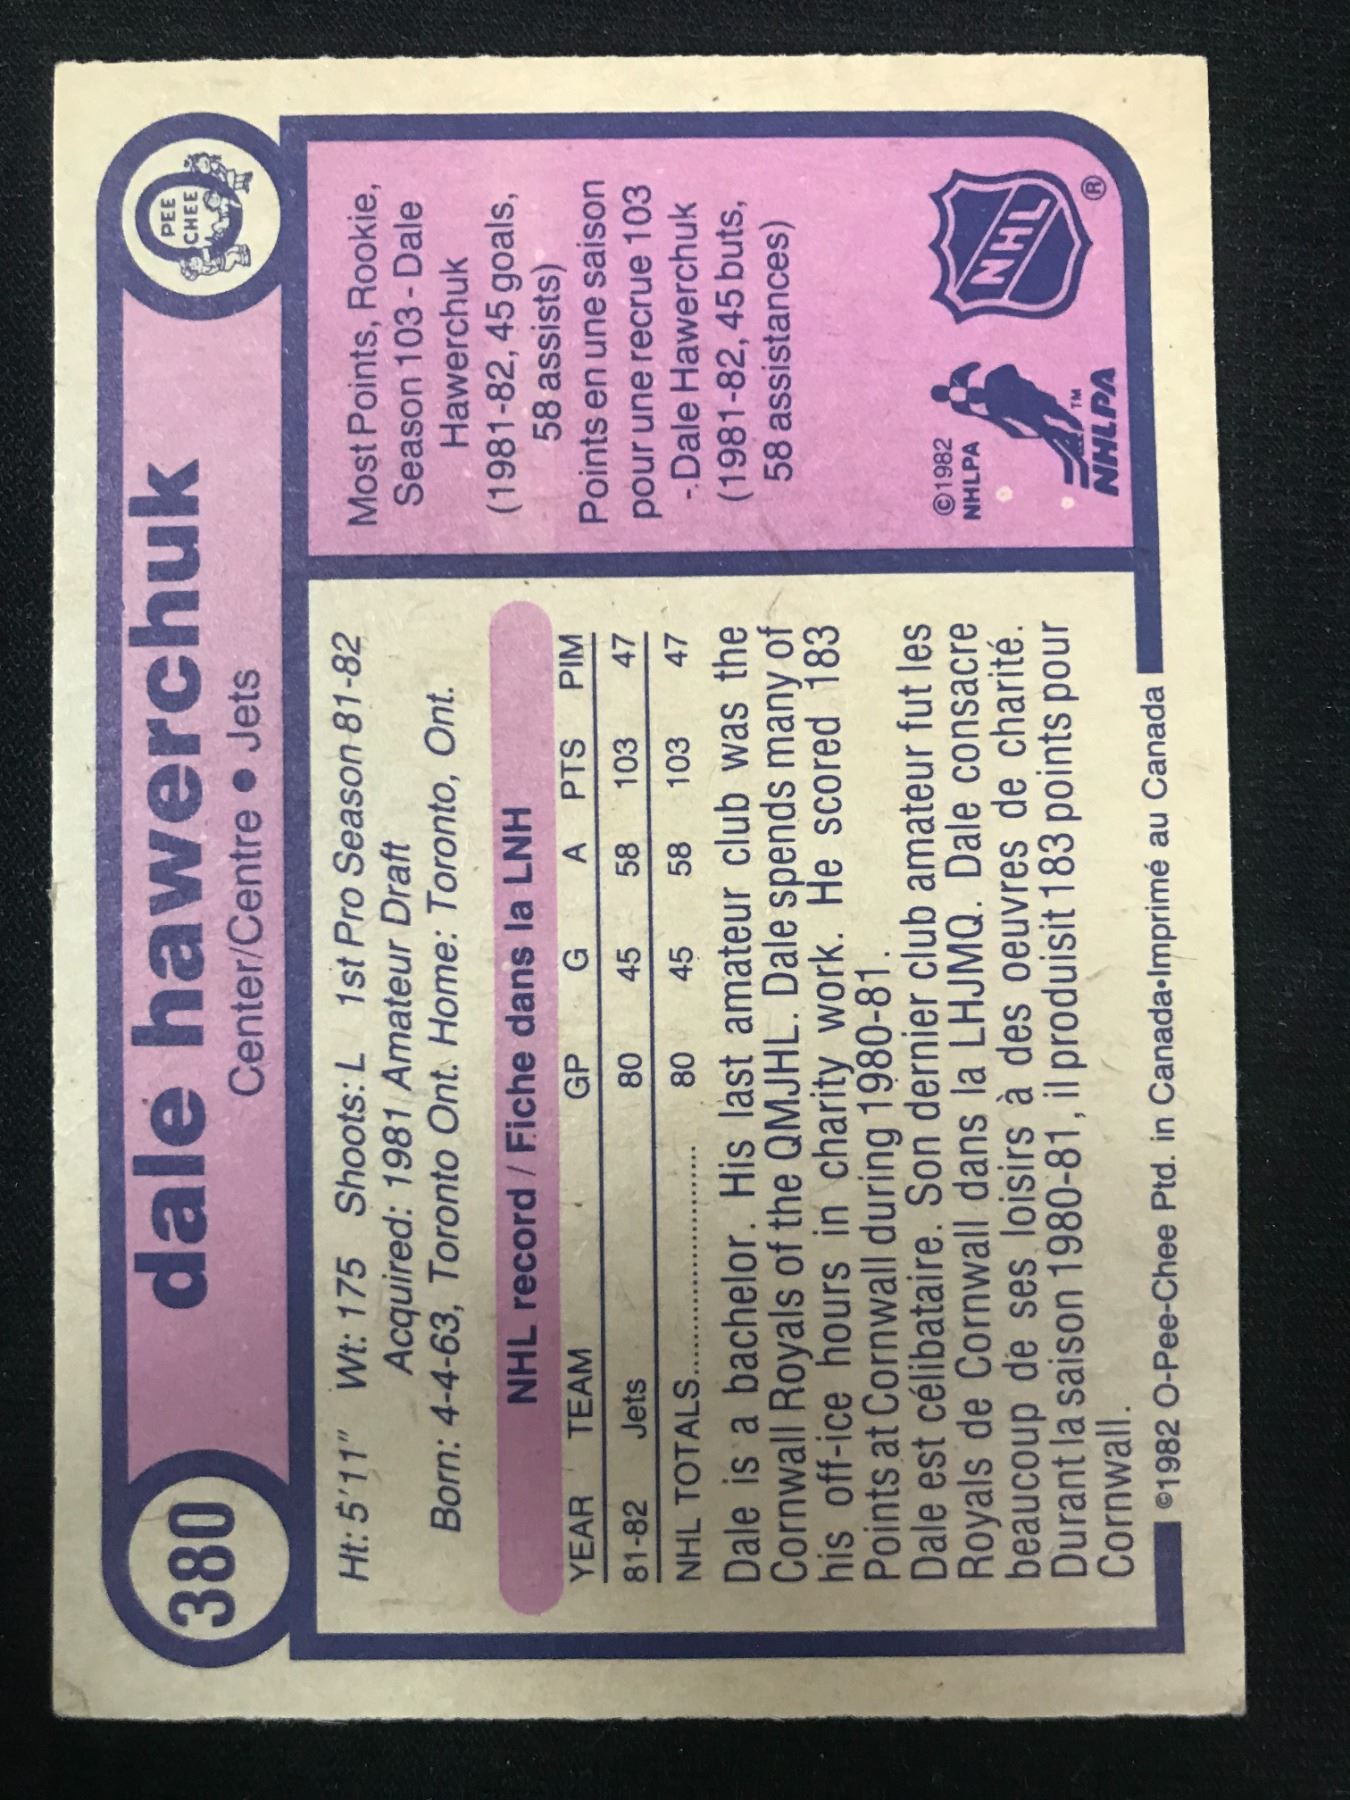 380
dale hawerchuk
Center/Centre • Jets
PEE
CHEE
Ht: 5'11" Wt: 175 Shoots: L 1st Pro Season 81-82
Acquired: 1981 Amateur Draft
Born: 4-4-63, Toronto Ont. Home: Toronto, Ont.
NHL record / Fiche dans la LNH
YEAR TEAM GP G A PTS PIM
81-82 Jets 80 45 58 103 47
NHL TOTALS.................... 80 45 58 103 47
Dale is a bachelor. His last amateur club was the
Cornwall Royals of the QMJHL. Dale spends many of
his off-ice hours in charity work. He scored 183
Points at Cornwall during 1980-81.
Dale est célibataire. Son dernier club amateur fut les
Royals de Cornwall dans la LHJMQ. Dale consacre
beaucoup de ses loisirs à des oeuvres de charité.
Durant la saison 1980-81, il produisit 183 points pour
Cornwall.
Most Points, Rookie,
Season 103 - Dale
Hawerchuk
(1981-82, 45 goals,
58 assists)
Points en une saison
pour une recrue 103
- Dale Hawerchuk
(1981-82, 45 buts,
58 assistances)
©1982
NHLPA
NHLPA™
NHL®
©1982 O-Pee-Chee Ptd. in Canada•Imprimé au Canada